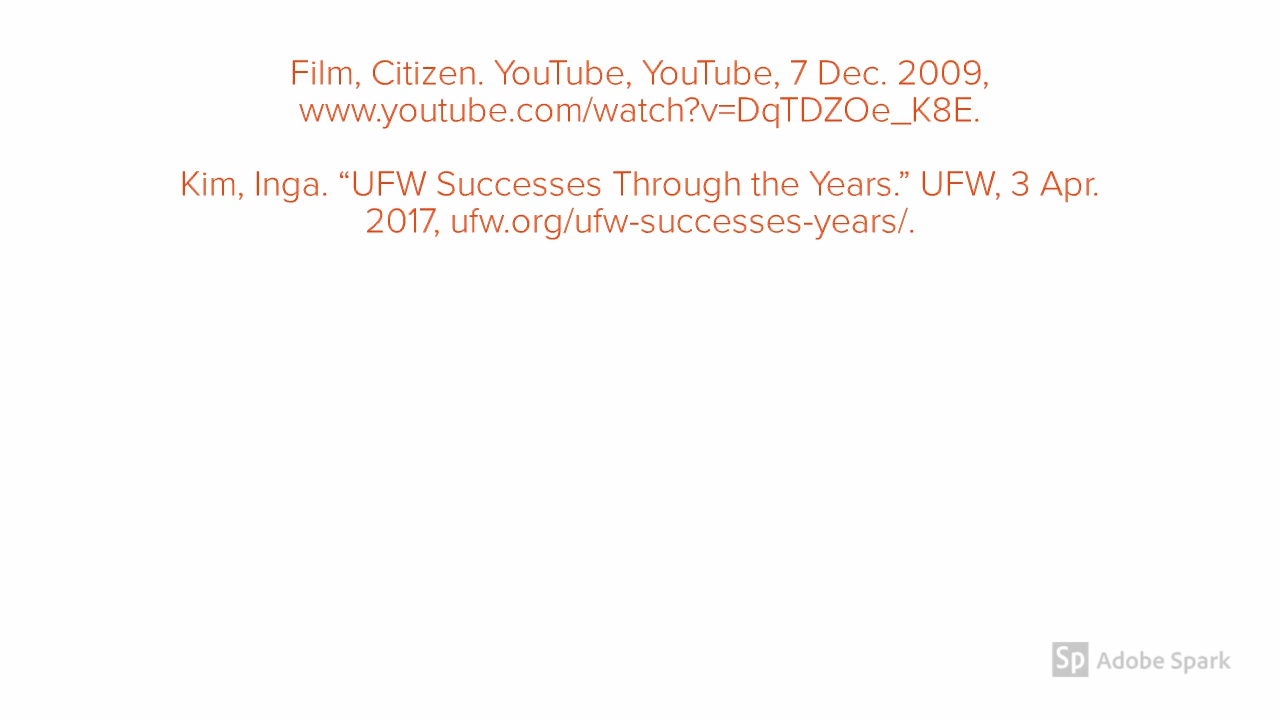 Film, Citizen. YouTube, YouTube, 7 Dec. 2009,
www.youtube.com/watch?v=DqTDZOe_K8E.
Kim, Inga. “UFW Successes Through the Years.” UFW, 3 Apr.
2017, ufw.org/ufw-successes-years/.
Sp Adobe Spark